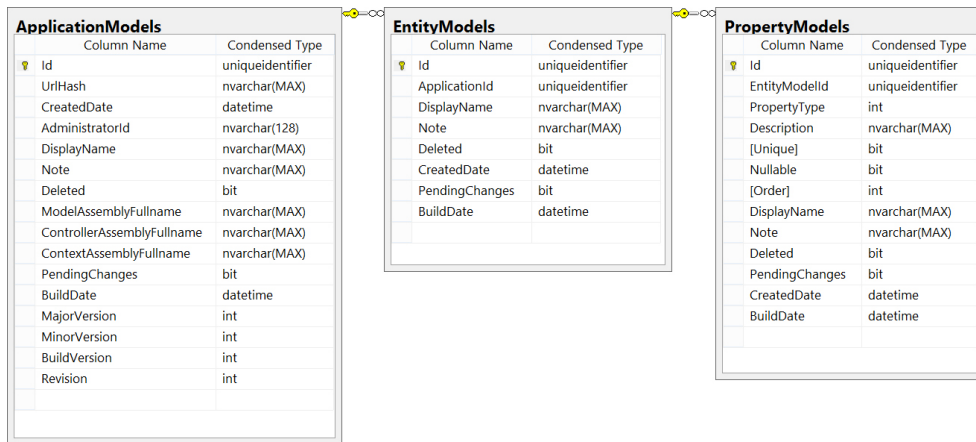 ApplicationModels
Column Name Condensed Type
Id uniqueidentifier
UrlHash nvarchar(MAX)
CreatedDate datetime
AdministratorId nvarchar(128)
DisplayName nvarchar(MAX)
Note nvarchar(MAX)
Deleted bit
ModelAssemblyFullname nvarchar(MAX)
ControllerAssemblyFullname nvarchar(MAX)
ContextAssemblyFullname nvarchar(MAX)
PendingChanges bit
BuildDate datetime
MajorVersion int
MinorVersion int
BuildVersion int
Revision int
EntityModels
Column Name Condensed Type
Id uniqueidentifier
ApplicationId uniqueidentifier
DisplayName nvarchar(MAX)
Note nvarchar(MAX)
Deleted bit
CreatedDate datetime
PendingChanges bit
BuildDate datetime
PropertyModels
Column Name Condensed Type
Id uniqueidentifier
EntityModelId uniqueidentifier
PropertyType int
Description nvarchar(MAX)
[Unique] bit
Nullable bit
[Order] int
DisplayName nvarchar(MAX)
Note nvarchar(MAX)
Deleted bit
PendingChanges bit
CreatedDate datetime
BuildDate datetime